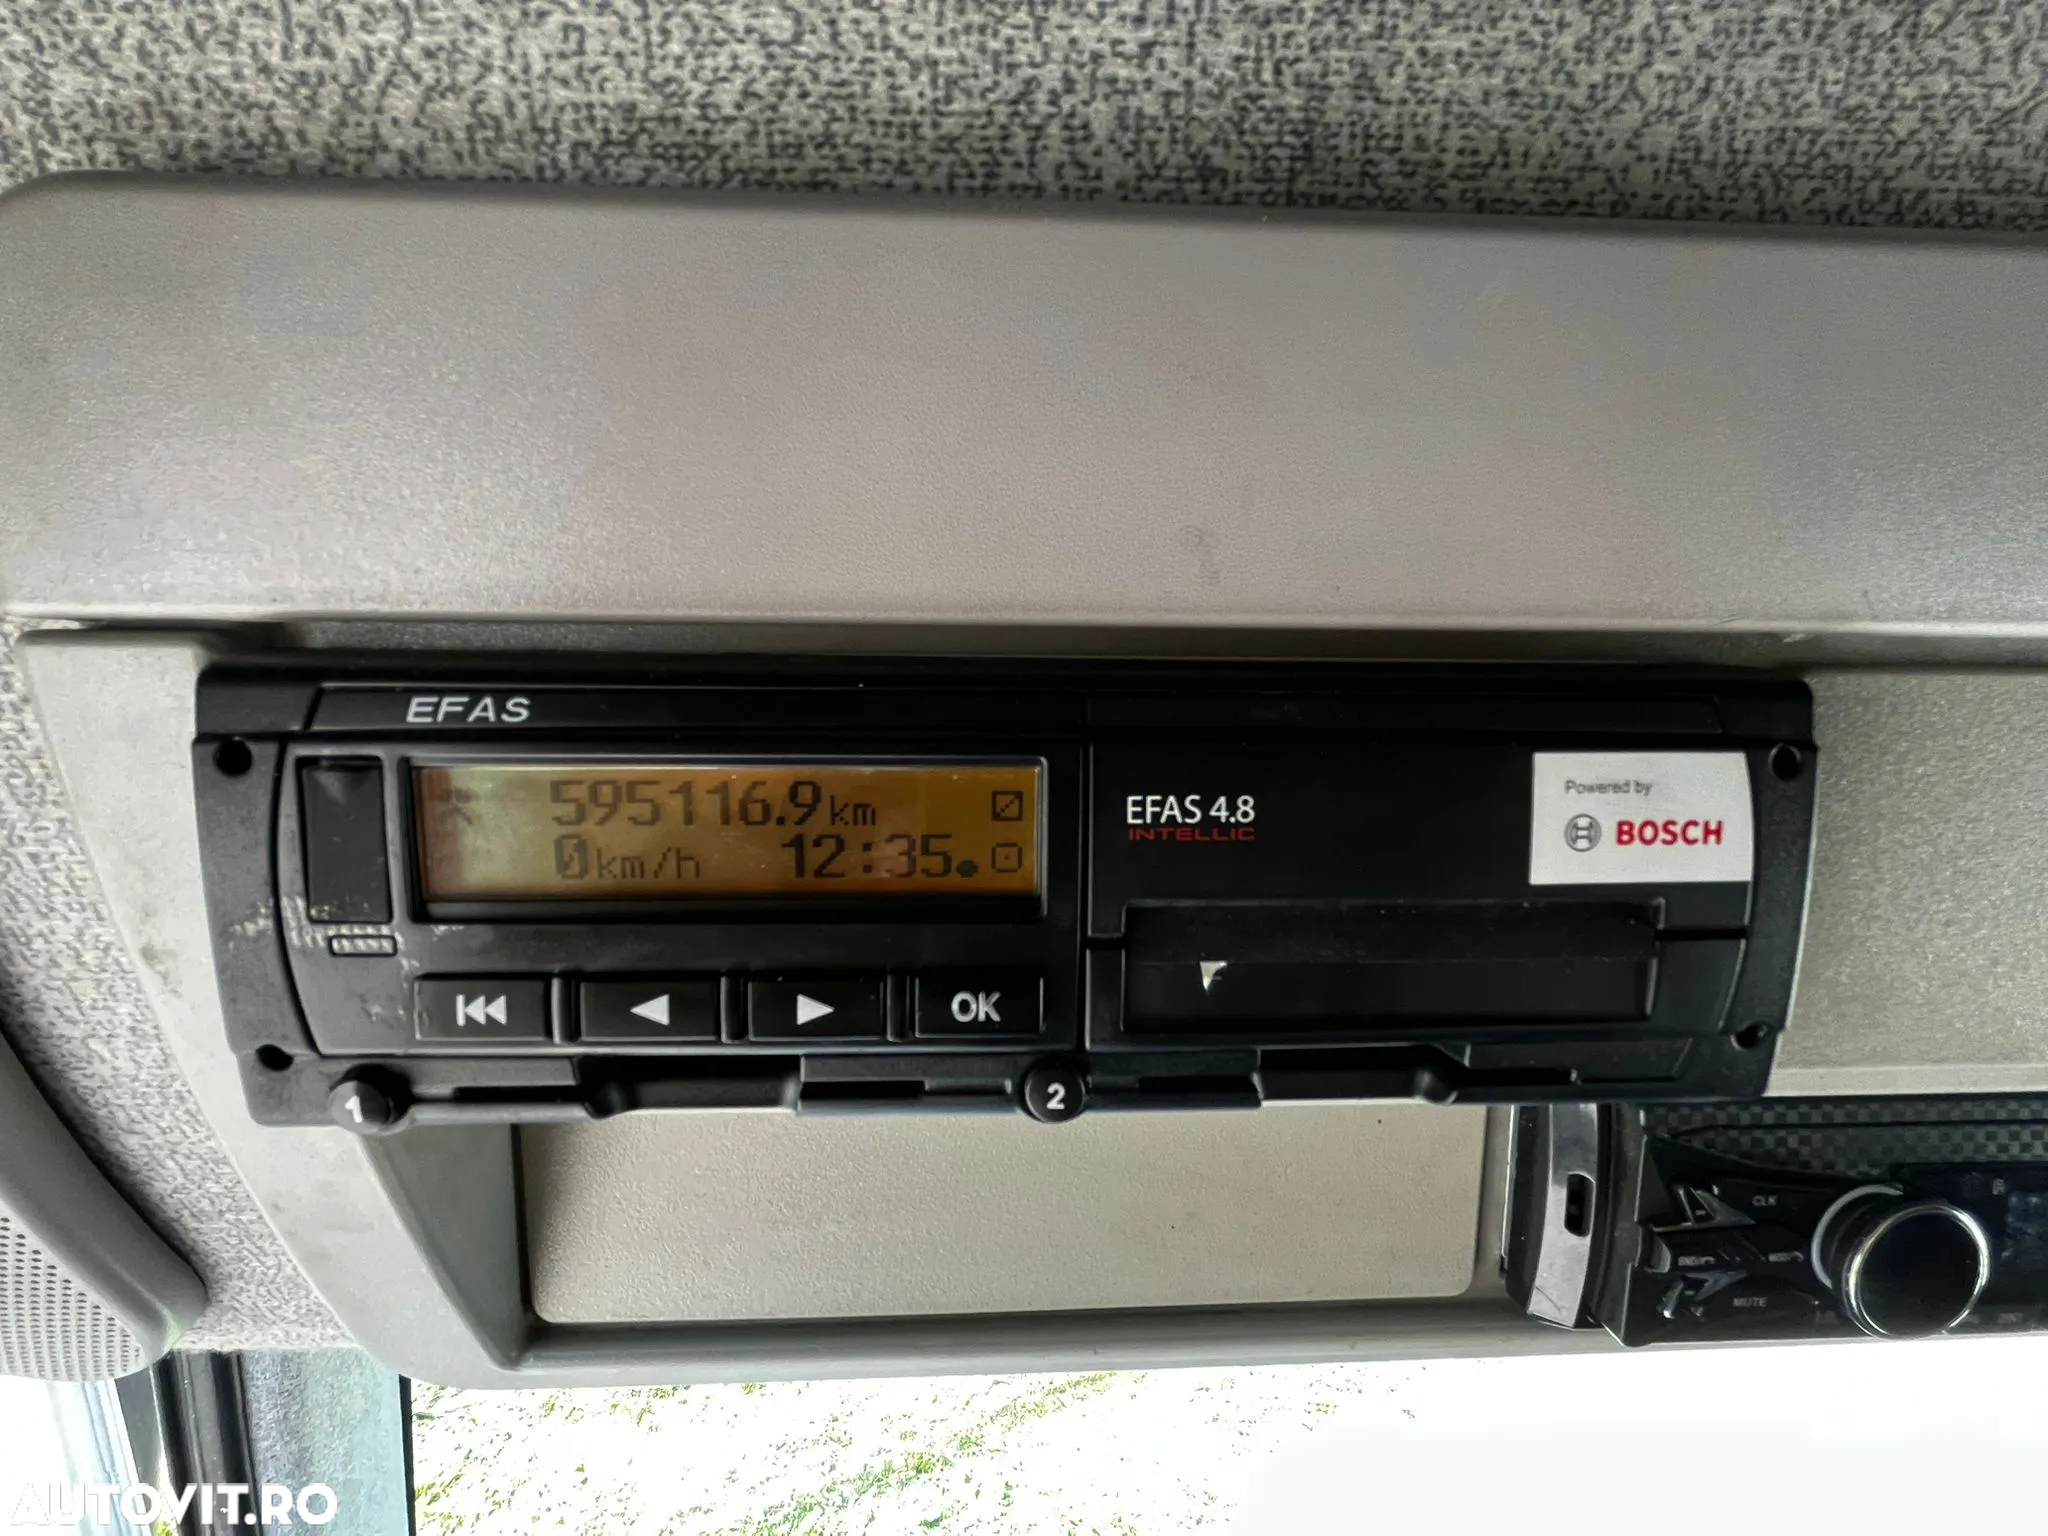 EFAS
595116.9km
0km/h 12:35
EFAS 4.8
INTELLIC
Powered by
BOSCH
OK
1
2
CLK
MUTE
AUTOVIT.RO